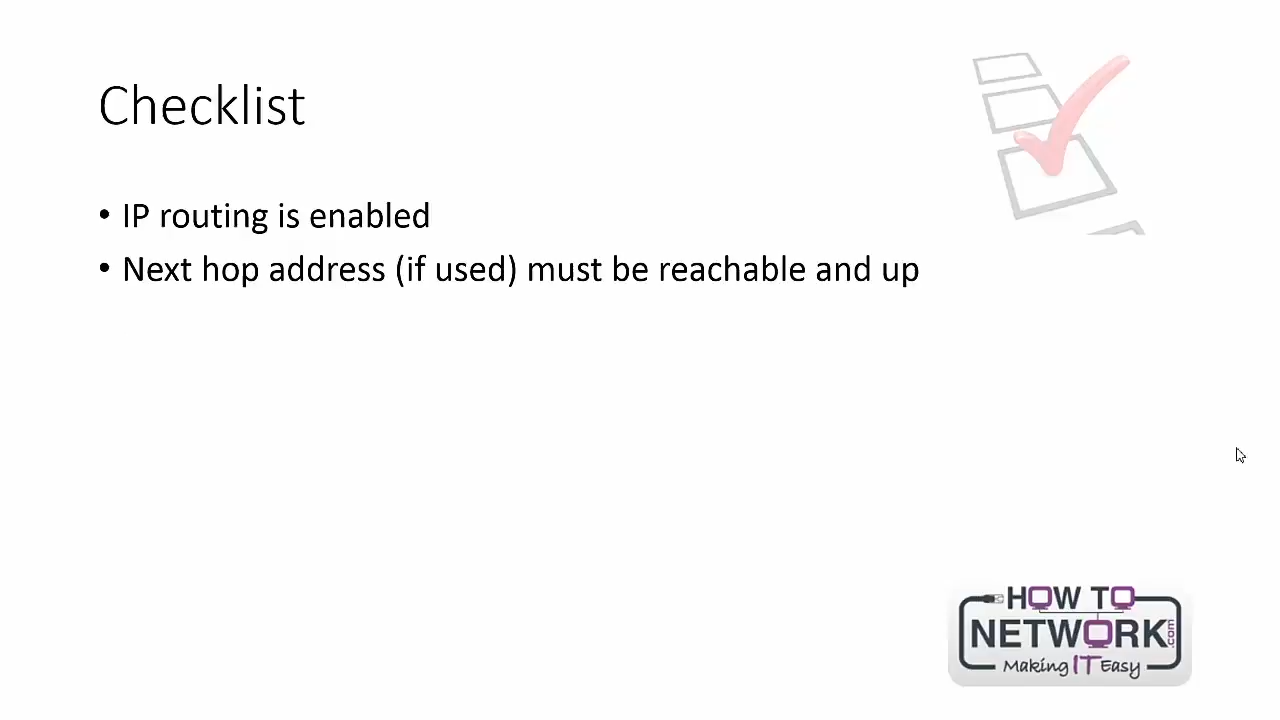 Checklist
• IP routing is enabled
• Next hop address (if used) must be reachable and up
HOW TO
NETWORK.com
Making IT Easy